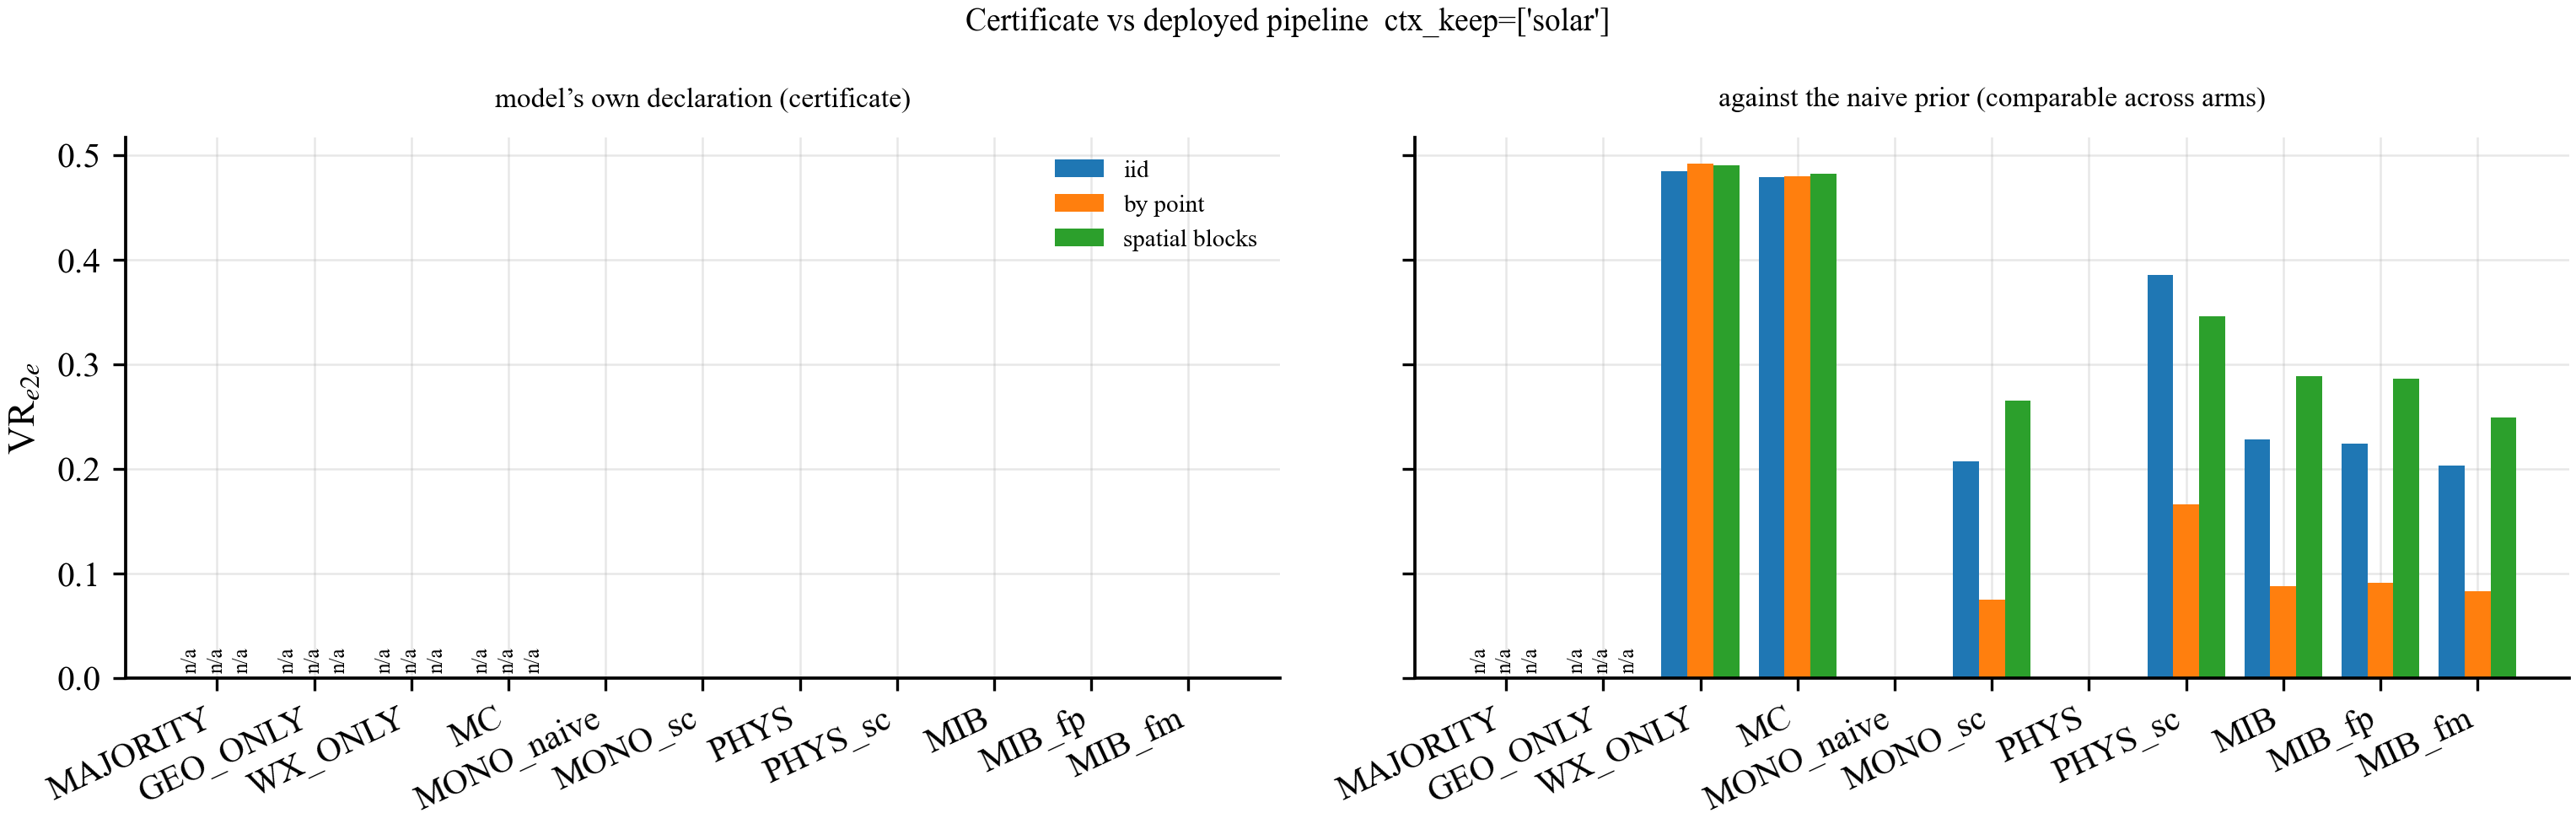 Certificate vs deployed pipeline ctx_keep=['solar']
model’s own declaration (certificate)
against the naive prior (comparable across arms)
VR_{e2e}
0.5
0.4
0.3
0.2
0.1
0.0
iid
by point
spatial blocks
n/a n/a n/a n/a n/a n/a n/a n/a n/a n/a n/a n/a
MAJORITY
GEO_ONLY
WX_ONLY
MC
MONO_naive
MONO_sc
PHYS
PHYS_sc
MIB
MIB_fp
MIB_fm
n/a n/a n/a n/a n/a n/a
MAJORITY
GEO_ONLY
WX_ONLY
MC
MONO_naive
MONO_sc
PHYS
PHYS_sc
MIB
MIB_fp
MIB_fm